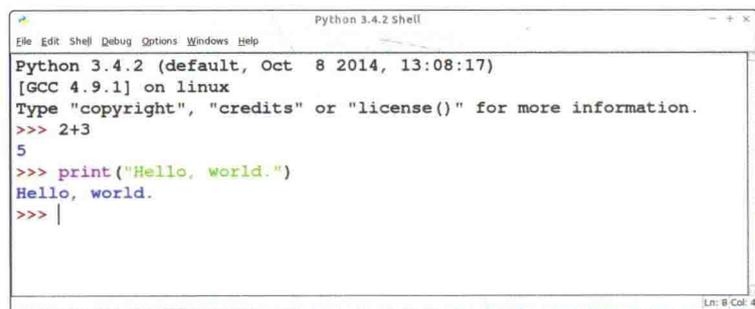 Python 3.4.2 Shell
File Edit Shell Debug Options Windows Help
Python 3.4.2 (default, Oct  8 2014, 13:08:17)
[GCC 4.9.1] on linux
Type "copyright", "credits" or "license()" for more information.
>>> 2+3
5
>>> print("Hello, world.")
Hello, world.
>>>
Ln: 8 Col: 4